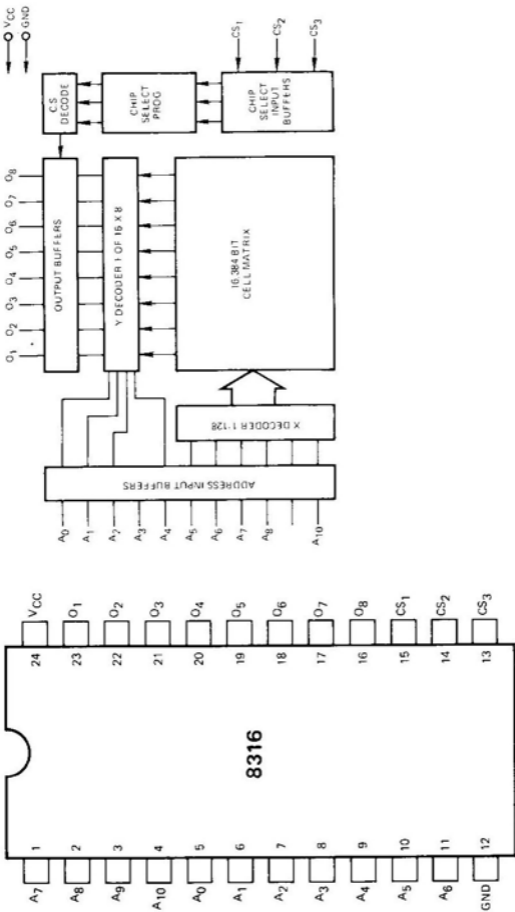 VCC
GND
CS1
CS2
CS3
CS
DECODE
CHIP
SELECT
PROG
CHIP
SELECT
INPUT
BUFFERS
O1 O2 O3 O4 O5 O6 O7 O8
OUTPUT BUFFERS
Y DECODER 1 OF 16 X 8
16,384 BIT
CELL MATRIX
X DECODER 1:128
ADDRESS INPUT BUFFERS
A0
A1
A2
A3
A4
A5
A6
A7
A8
A10
8316
A7 1 24 VCC
A8 2 23 O1
A9 3 22 O2
A10 4 21 O3
A0 5 20 O4
A1 6 19 O5
A2 7 18 O6
A3 8 17 O7
A4 9 16 O8
A5 10 15 CS1
A6 11 14 CS2
GND 12 13 CS3